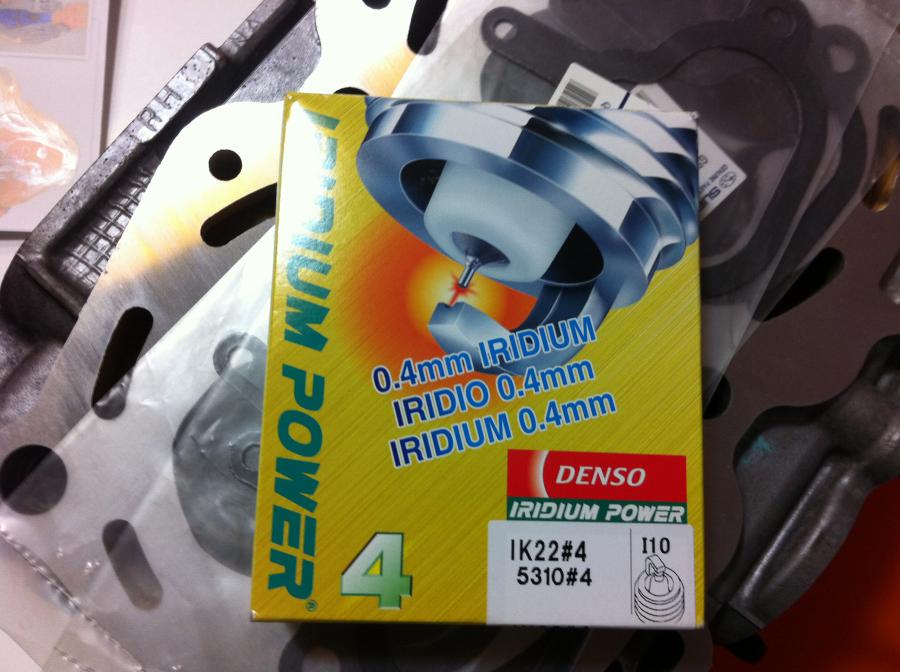 RH
IRIDIUM POWER®
0.4mm IRIDIUM
IRIDIO 0.4mm
IRIDIUM 0.4mm
DENSO
IRIDIUM POWER
4
IK22#4
5310#4
I10